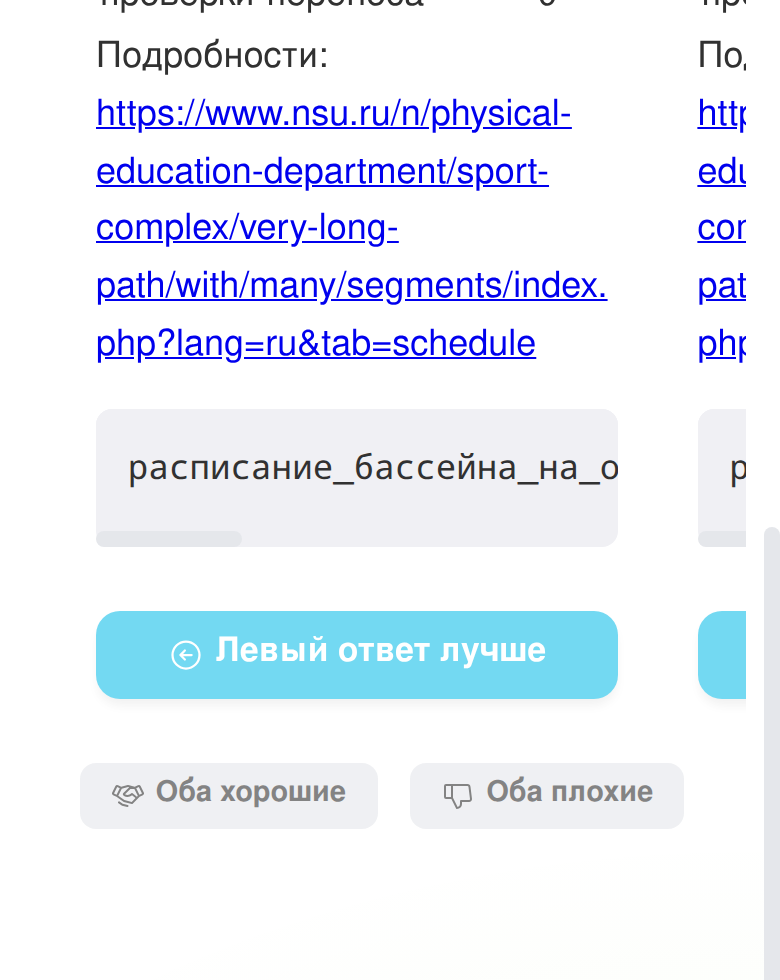 Подробности:
https://www.nsu.ru/n/physical-
education-department/sport-
complex/very-long-
path/with/many/segments/index.
php?lang=ru&tab=schedule
расписание_бассейна_на_о
Левый ответ лучше
Оба хорошие
Оба плохие